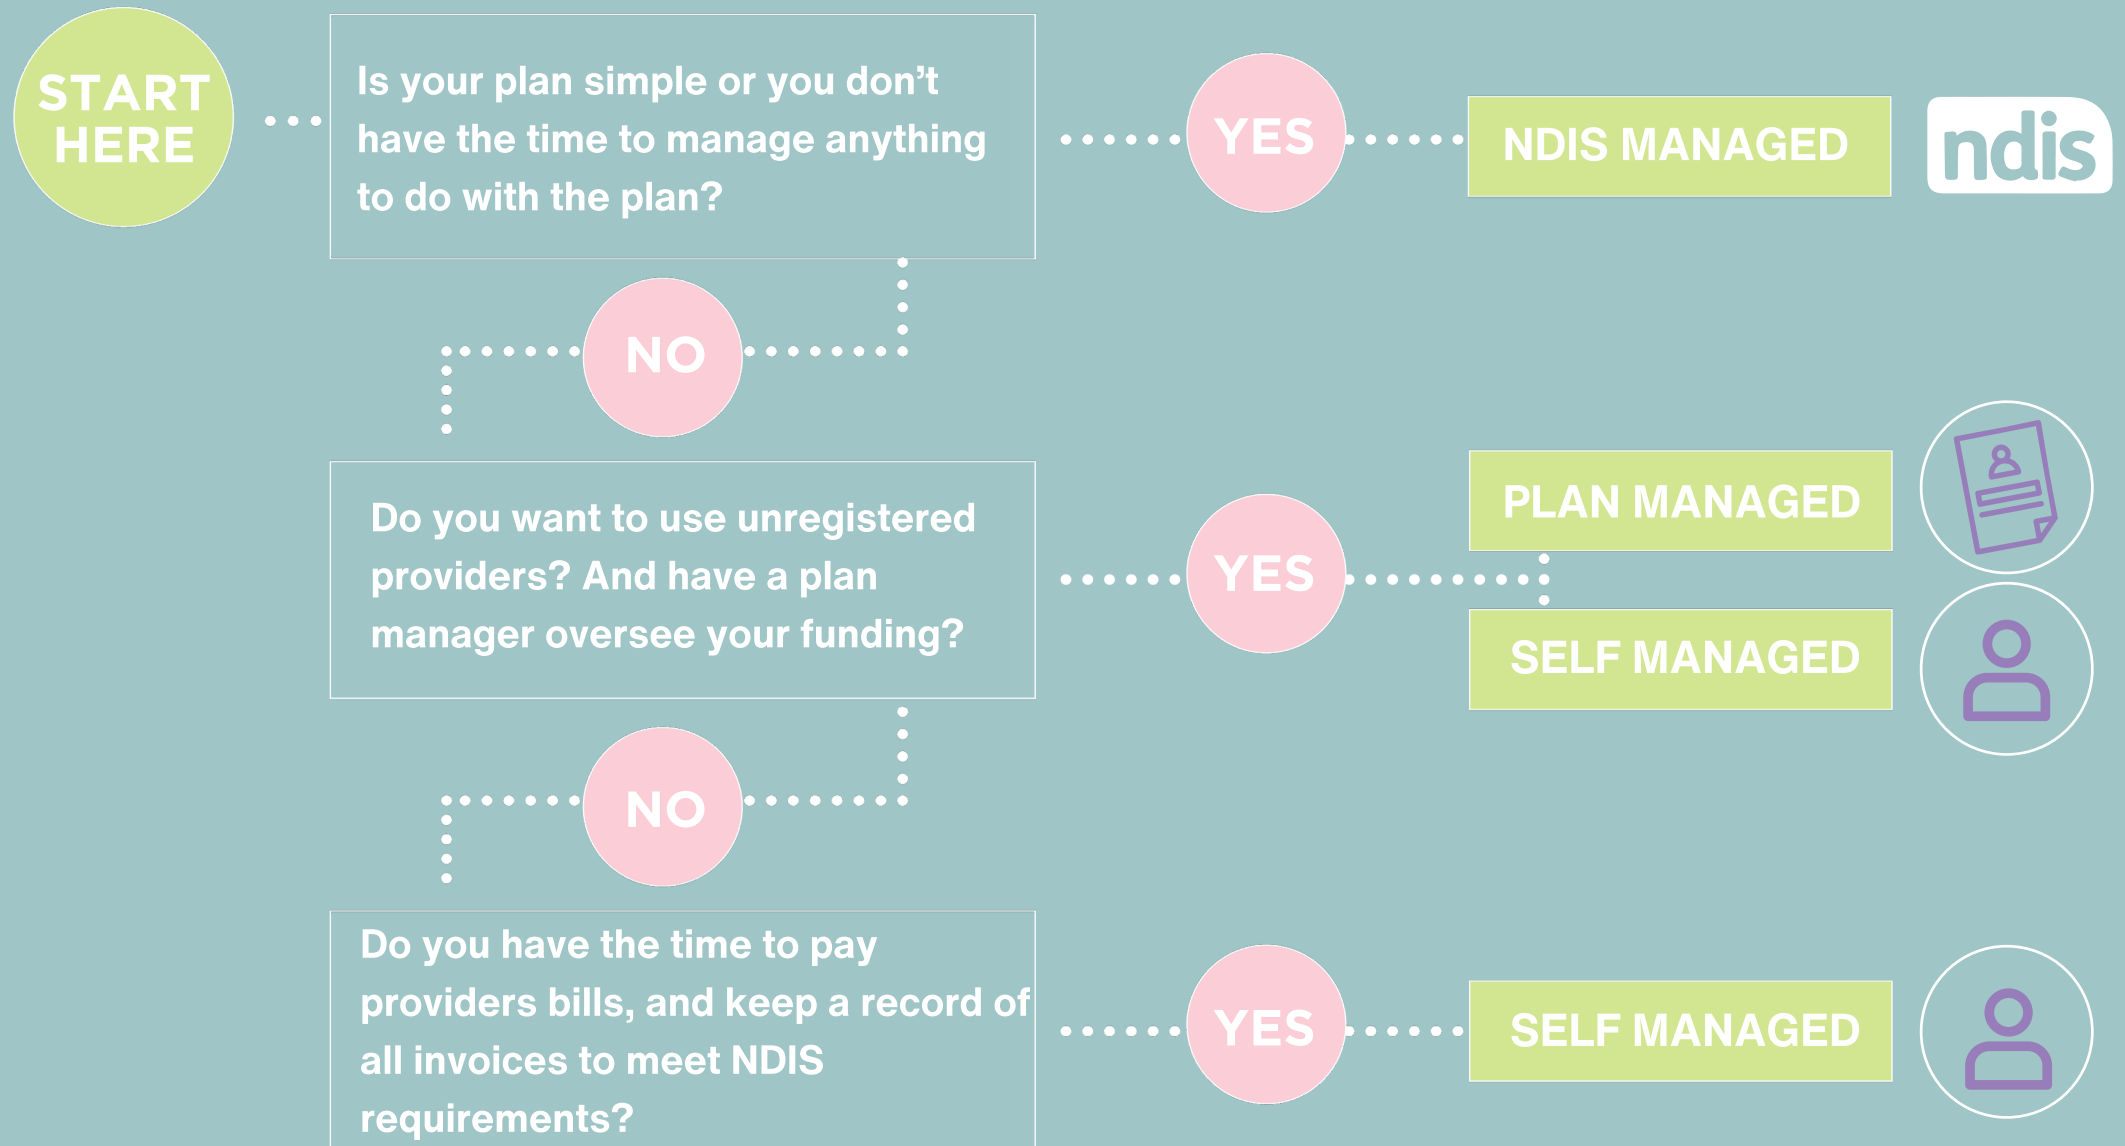 START
HERE
Is your plan simple or you don’t
have the time to manage anything
to do with the plan?
YES
NDIS MANAGED
ndis
NO
Do you want to use unregistered
providers? And have a plan
manager oversee your funding?
YES
PLAN MANAGED
SELF MANAGED
NO
Do you have the time to pay
providers bills, and keep a record of
all invoices to meet NDIS
requirements?
YES
SELF MANAGED